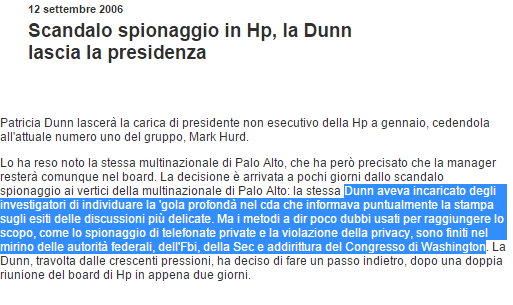 12 settembre 2006
Scandalo spionaggio in Hp, la Dunn
lascia la presidenza
Patricia Dunn lascerà la carica di presidente non esecutivo della Hp a gennaio, cedendola
all'attuale numero uno del gruppo, Mark Hurd.
Lo ha reso noto la stessa multinazionale di Palo Alto, che ha però precisato che la manager
resterà comunque nel board. La decisione è arrivata a pochi giorni dallo scandalo
spionaggio ai vertici della multinazionale di Palo Alto: la stessa Dunn aveva incaricato degli
investigatori di individuare la 'gola profondà nel cda che informava puntualmente la stampa
sugli esiti delle discussioni più delicate. Ma i metodi a dir poco dubbi usati per raggiungere lo
scopo, come lo spionaggio di telefonate private e la violazione della privacy, sono finiti nel
mirino delle autorità federali, dell'Fbi, della Sec e addirittura del Congresso di Washington. La
Dunn, travolta dalle crescenti pressioni, ha deciso di fare un passo indietro, dopo una doppia
riunione del board di Hp in appena due giorni.